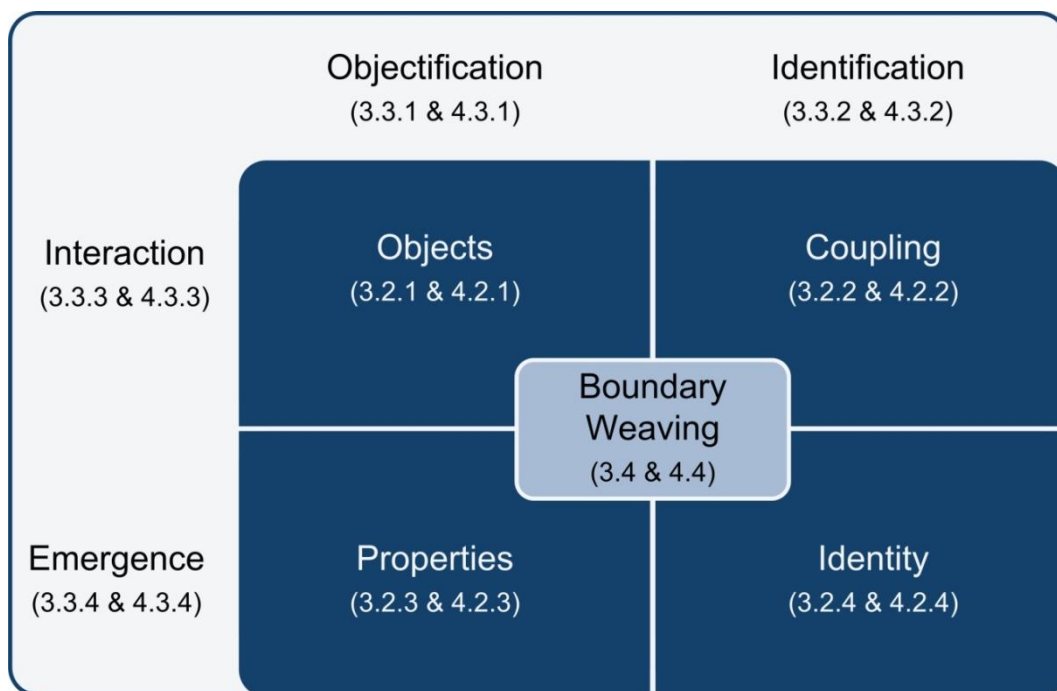 Objectification
(3.3.1 & 4.3.1)
Identification
(3.3.2 & 4.3.2)
Interaction
(3.3.3 & 4.3.3)
Objects
(3.2.1 & 4.2.1)
Coupling
(3.2.2 & 4.2.2)
Boundary
Weaving
(3.4 & 4.4)
Emergence
(3.3.4 & 4.3.4)
Properties
(3.2.3 & 4.2.3)
Identity
(3.2.4 & 4.2.4)